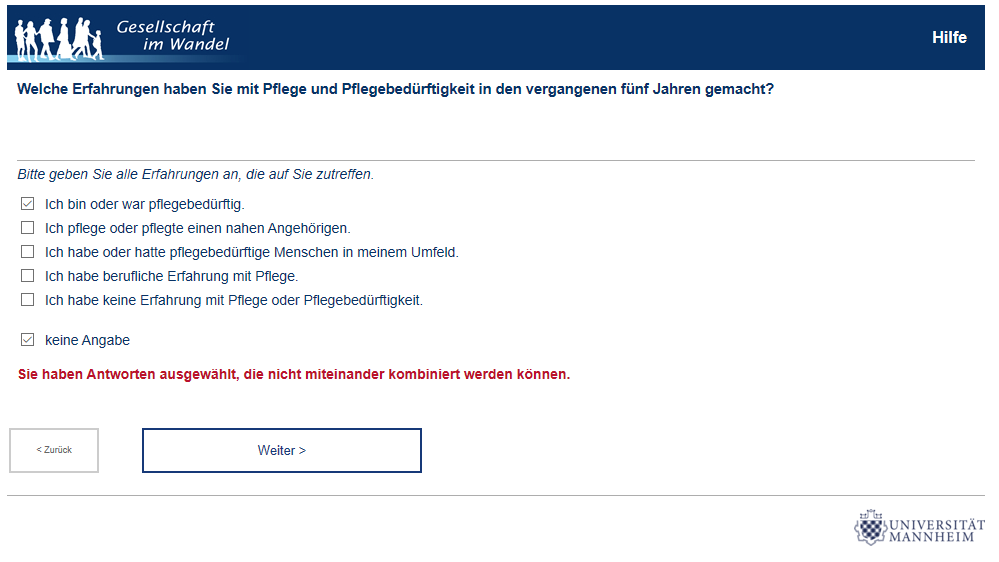 Gesellschaft
im Wandel
Hilfe
Welche Erfahrungen haben Sie mit Pflege und Pflegebedürftigkeit in den vergangenen fünf Jahren gemacht?
Bitte geben Sie alle Erfahrungen an, die auf Sie zutreffen.
Ich bin oder war pflegebedürftig.
Ich pflege oder pflegte einen nahen Angehörigen.
Ich habe oder hatte pflegebedürftige Menschen in meinem Umfeld.
Ich habe berufliche Erfahrung mit Pflege.
Ich habe keine Erfahrung mit Pflege oder Pflegebedürftigkeit.
keine Angabe
Sie haben Antworten ausgewählt, die nicht miteinander kombiniert werden können.
< Zurück
Weiter >
UNIVERSITÄT
MANNHEIM